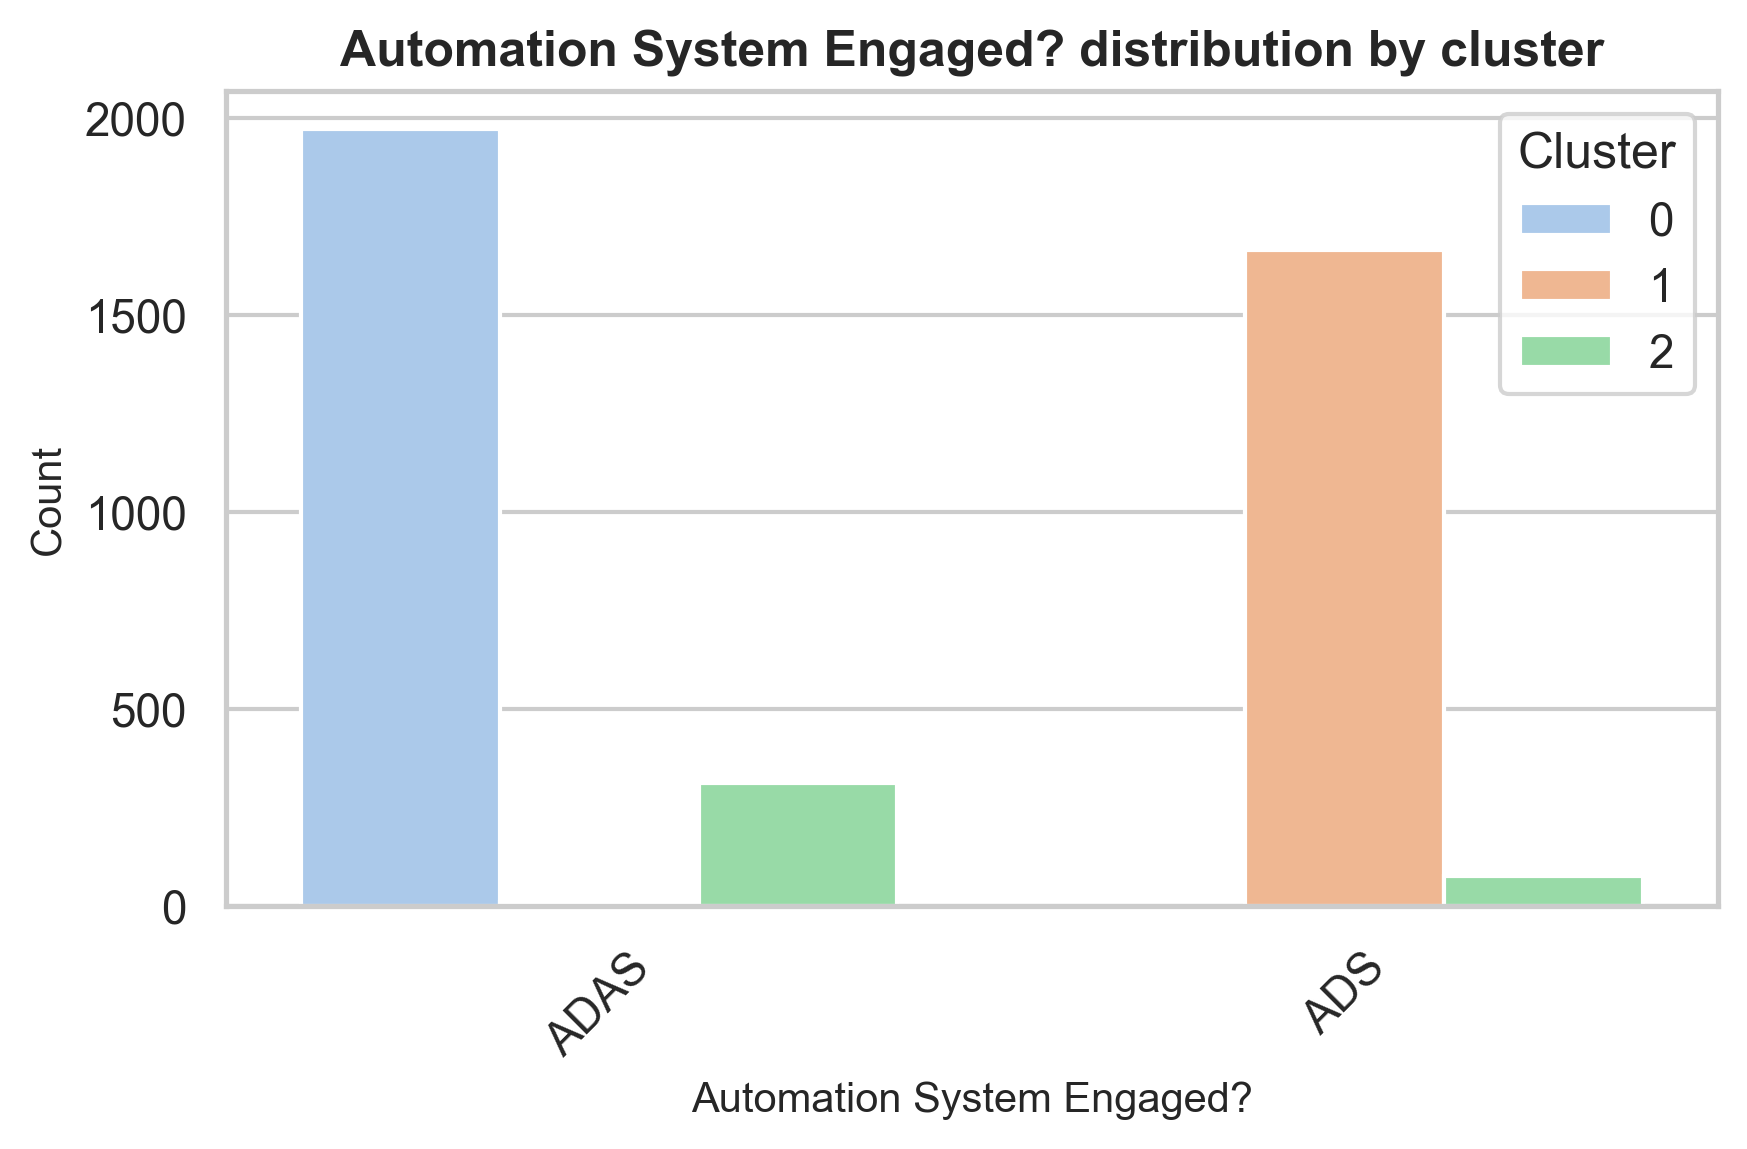 Automation System Engaged? distribution by cluster
2000
1500
1000
500
0
Count
Cluster
0
1
2
ADAS
ADS
Automation System Engaged?